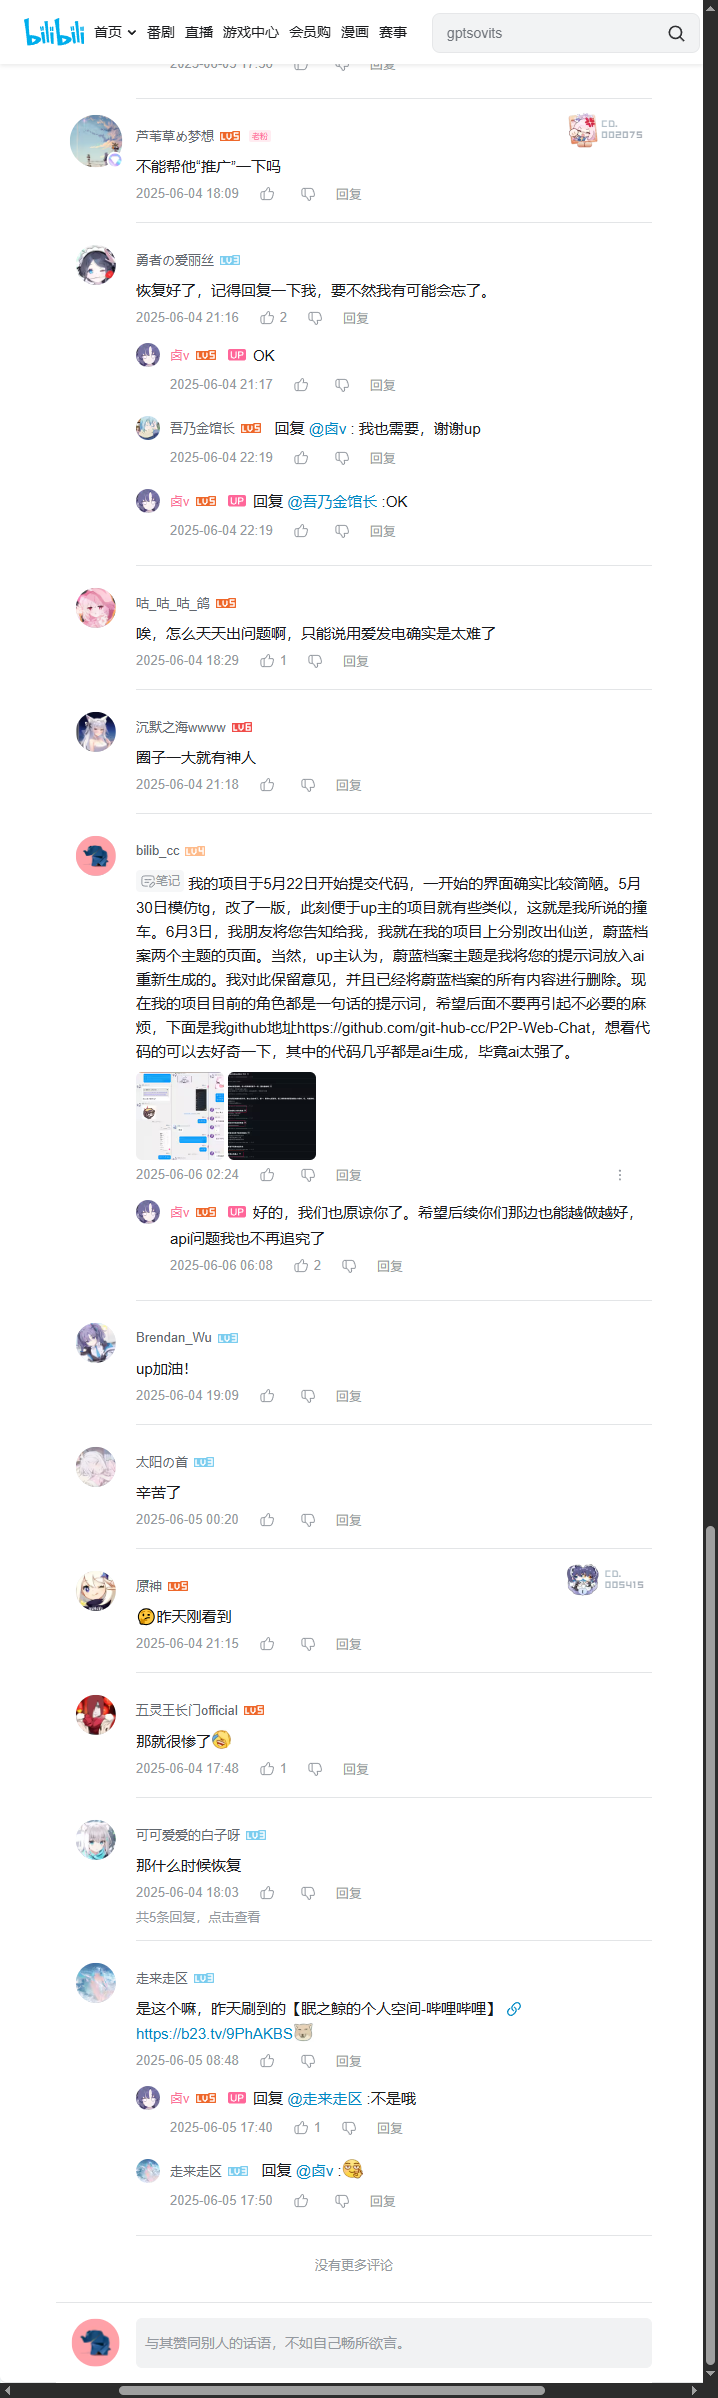 bilibili 首页 番剧 直播 游戏中心 会员购 漫画 赛事 gptsovits
2025-06-05 17:50 回复
芦苇草め梦想 LV5 老粉 CO. 002075
不能帮他“推广”一下吗
2025-06-04 18:09 回复
勇者の爱丽丝 LV3
恢复好了，记得回复一下我，要不然我有可能会忘了。
2025-06-04 21:16 2 回复
卤v LV5 UP OK
2025-06-04 21:17 回复
吾乃金馆长 LV5 回复 @卤v : 我也需要，谢谢up
2025-06-04 22:19 回复
卤v LV5 UP 回复 @吾乃金馆长 :OK
2025-06-04 22:19 回复
咕_咕_咕_鸽 LV5
唉，怎么天天出问题啊，只能说用爱发电确实是太难了
2025-06-04 18:29 1 回复
沉默之海wwww LV6
圈子一大就有神人
2025-06-04 21:18 回复
bilib_cc LV4
笔记 我的项目于5月22日开始提交代码，一开始的界面确实比较简陋。5月
30日模仿tg，改了一版，此刻便于up主的项目就有些类似，这就是我所说的撞
车。6月3日，我朋友将您告知给我，我就在我的项目上分别改出仙逆，蔚蓝档
案两个主题的页面。当然，up主认为，蔚蓝档案主题是我将您的提示词放入ai
重新生成的。我对此保留意见，并且已经将蔚蓝档案的所有内容进行删除。现
在我的项目目前的角色都是一句话的提示词，希望后面不要再引起不必要的麻
烦，下面是我github地址https://github.com/git-hub-cc/P2P-Web-Chat，想看代
码的可以去好奇一下，其中的代码几乎都是ai生成，毕竟ai太强了。
2025-06-06 02:24 回复
卤v LV5 UP 好的，我们也原谅你了。希望后续你们那边也能越做越好，
api问题我也不再追究了
2025-06-06 06:08 2 回复
Brendan_Wu LV3
up加油！
2025-06-04 19:09 回复
太阳の首 LV3
辛苦了
2025-06-05 00:20 回复
原神 LV5 CO. 005415
🤔昨天刚看到
2025-06-04 21:15 回复
五灵王长门official LV5
那就很惨了
2025-06-04 17:48 1 回复
可可爱爱的白子呀 LV3
那什么时候恢复
2025-06-04 18:03 回复
共5条回复，点击查看
走来走区 LV3
是这个嘛，昨天刷到的【眠之鲸的个人空间-哔哩哔哩】
https://b23.tv/9PhAKBS
2025-06-05 08:48 回复
卤v LV5 UP 回复 @走来走区 :不是哦
2025-06-05 17:40 1 回复
走来走区 LV3 回复 @卤v :
2025-06-05 17:50 回复
没有更多评论
与其赞同别人的话语，不如自己畅所欲言。